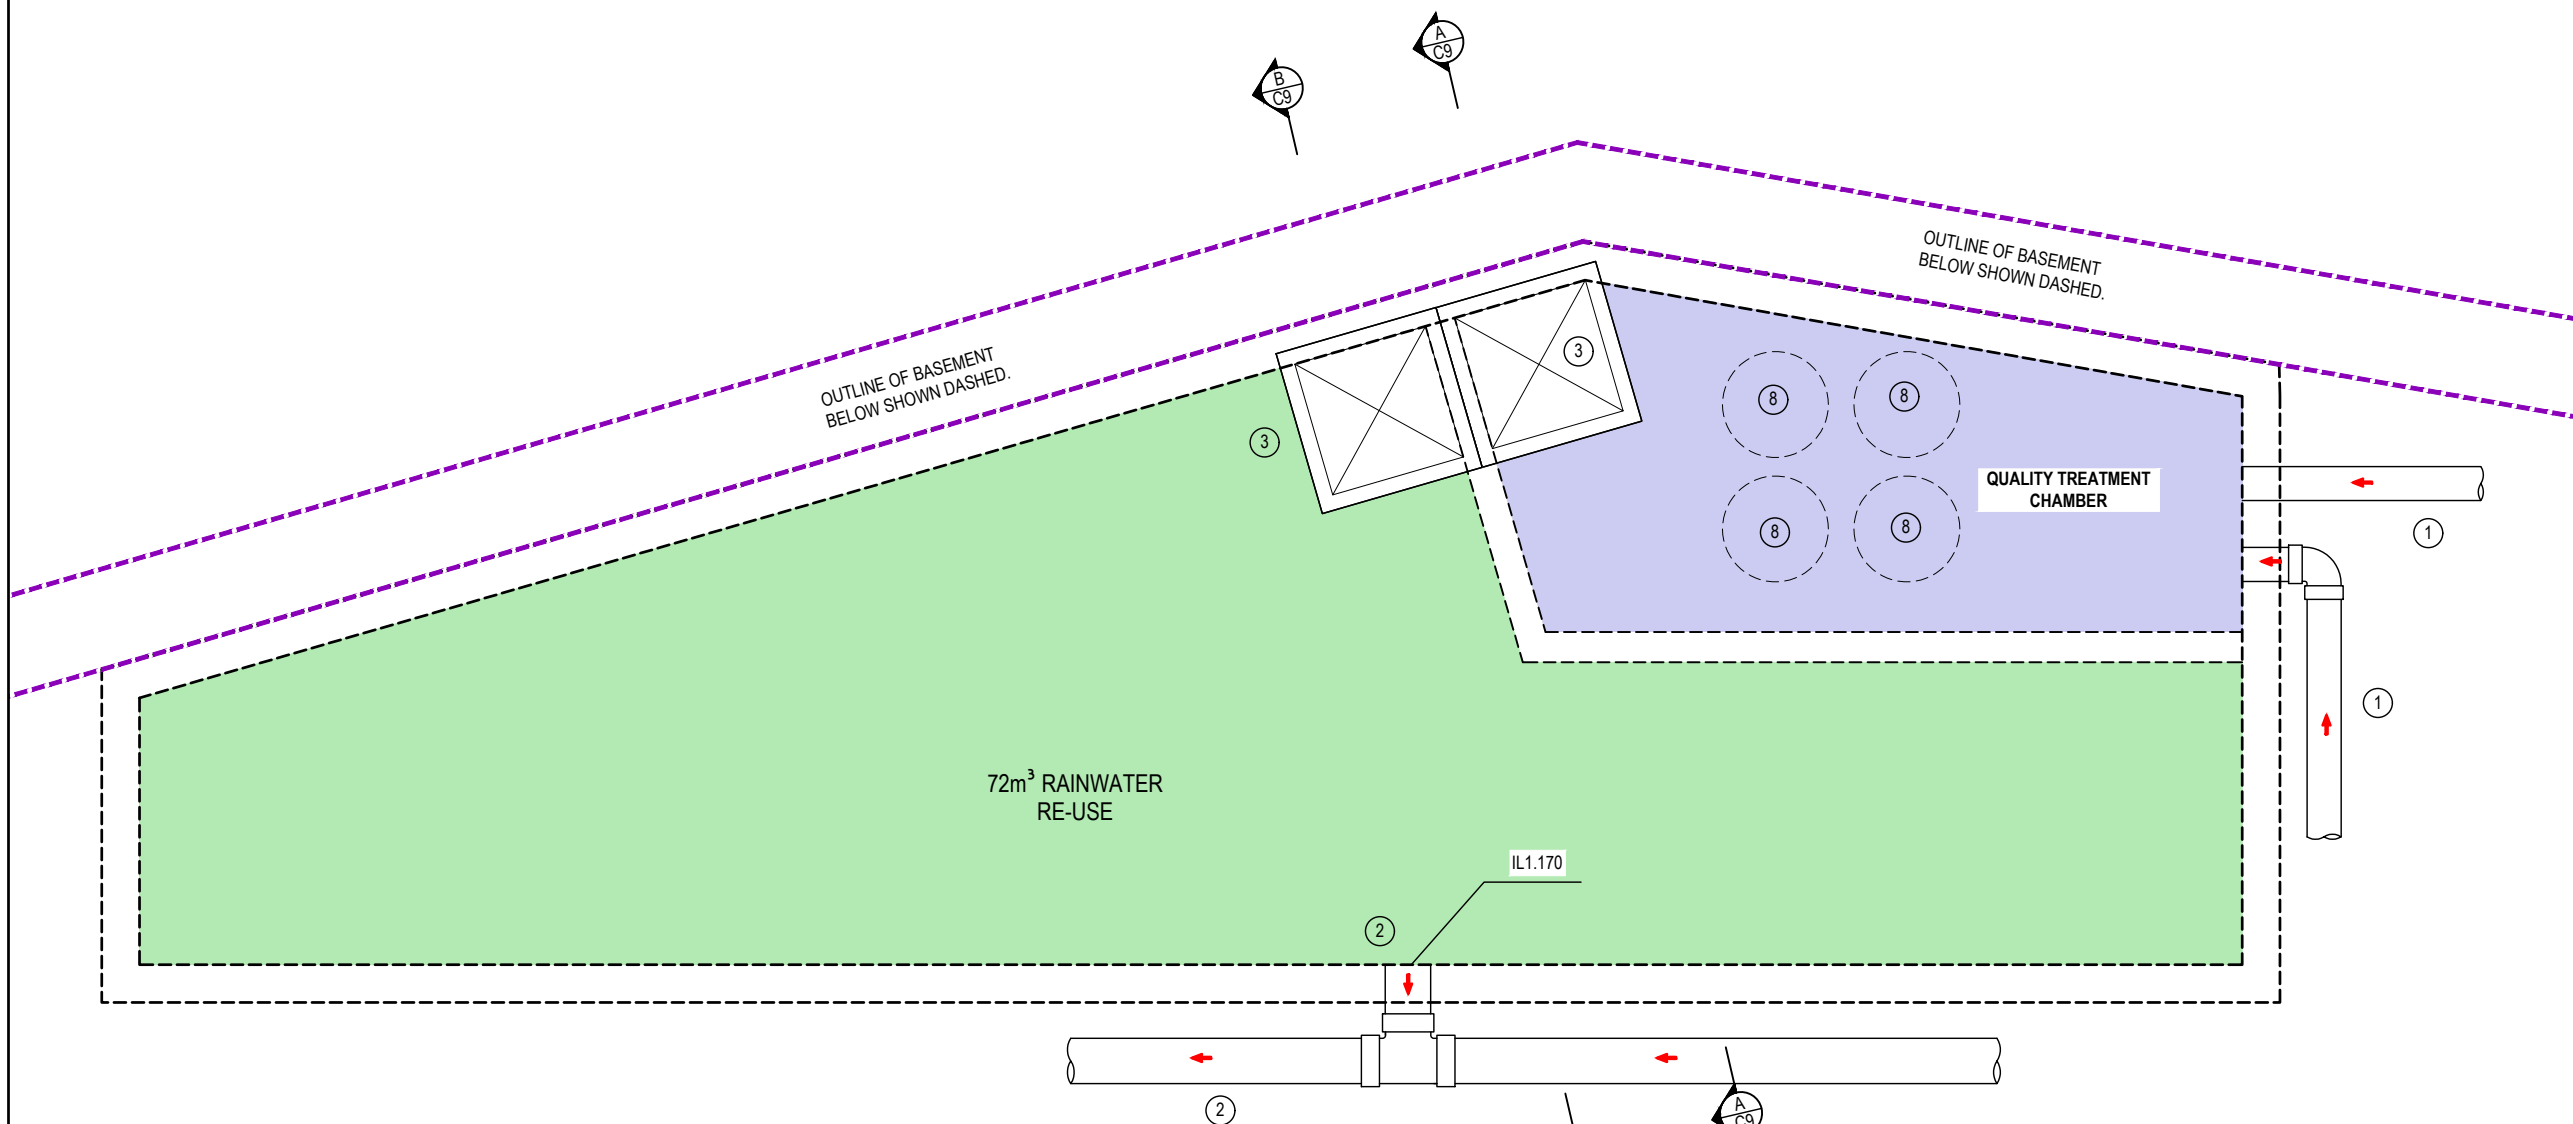 A
C9
B
C9
OUTLINE OF BASEMENT
BELOW SHOWN DASHED.
OUTLINE OF BASEMENT
BELOW SHOWN DASHED.
3
3
8
8
8
8
QUALITY TREATMENT
CHAMBER
1
1
72m³ RAINWATER
RE-USE
IL1.170
2
2
A
C9